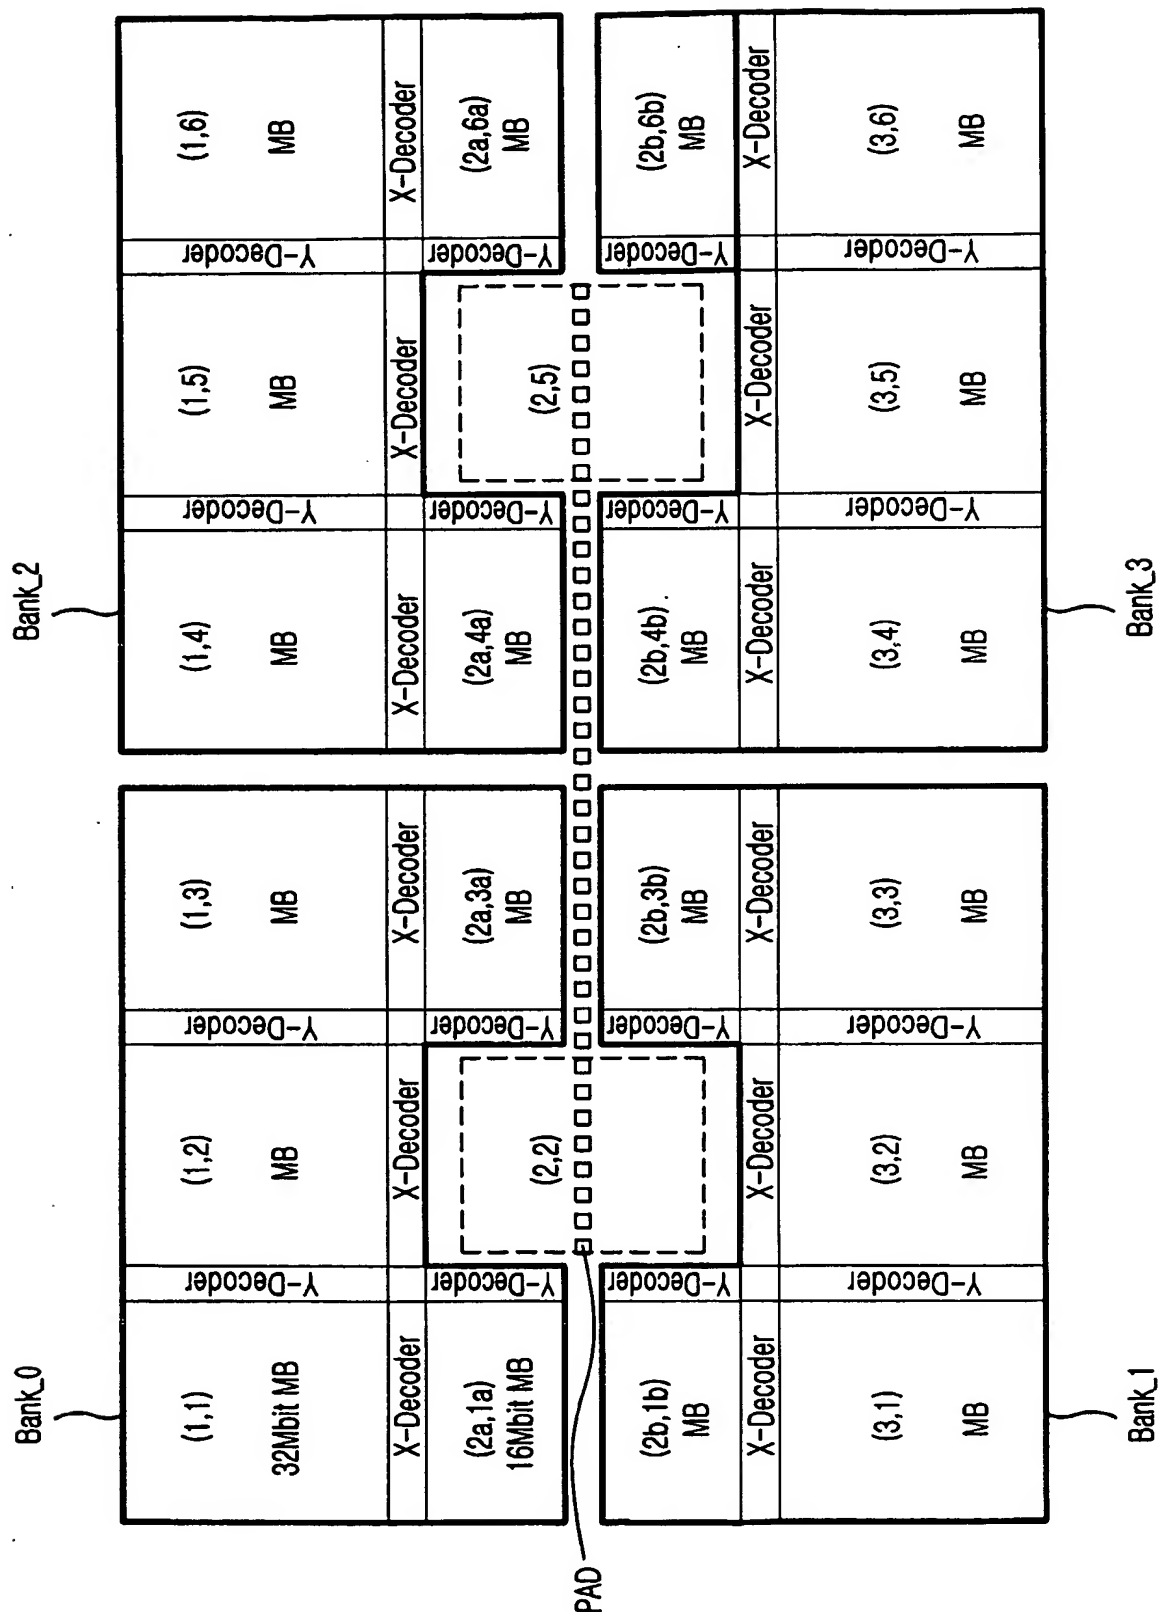 Bank_0
Bank_2
(1,1)
32Mbit MB
Y-Decoder
(1,2)
MB
Y-Decoder
(1,3)
MB
(1,4)
MB
Y-Decoder
(1,5)
MB
Y-Decoder
(1,6)
MB
X-Decoder
X-Decoder
X-Decoder
X-Decoder
X-Decoder
X-Decoder
(2a,1a)
16Mbit MB
Y-Decoder
Y-Decoder
(2a,3a)
MB
(2a,4a)
MB
Y-Decoder
Y-Decoder
(2a,6a)
MB
(2,2)
(2,5)
PAD
(2b,1b)
MB
Y-Decoder
Y-Decoder
(2b,3b)
MB
(2b,4b)
MB
Y-Decoder
Y-Decoder
(2b,6b)
MB
X-Decoder
X-Decoder
X-Decoder
X-Decoder
X-Decoder
X-Decoder
(3,1)
MB
Y-Decoder
(3,2)
MB
Y-Decoder
(3,3)
MB
(3,4)
MB
Y-Decoder
(3,5)
MB
Y-Decoder
(3,6)
MB
Bank_1
Bank_3